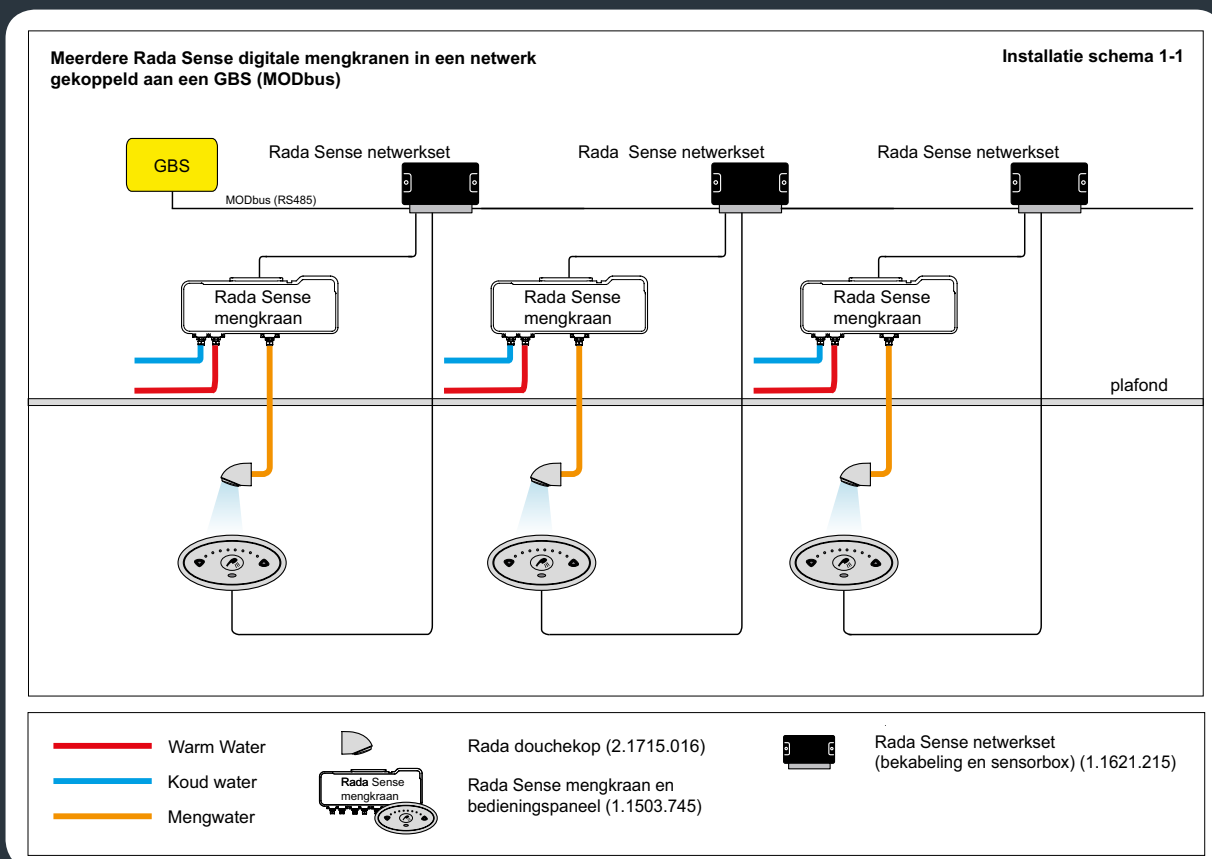 Meerdere Rada Sense digitale mengkranen in een netwerk
gekoppeld aan een GBS (MODbus)
Installatie schema 1-1
GBS
Rada Sense netwerkset
Rada Sense netwerkset
Rada Sense netwerkset
MODbus (RS485)
Rada Sense
mengkraan
Rada Sense
mengkraan
Rada Sense
mengkraan
plafond
Warm Water
Koud water
Mengwater
Rada Sense
mengkraan
Rada douchekop (2.1715.016)
Rada Sense mengkraan en
bedieningspaneel (1.1503.745)
Rada Sense netwerkset
(bekabeling en sensorbox) (1.1621.215)